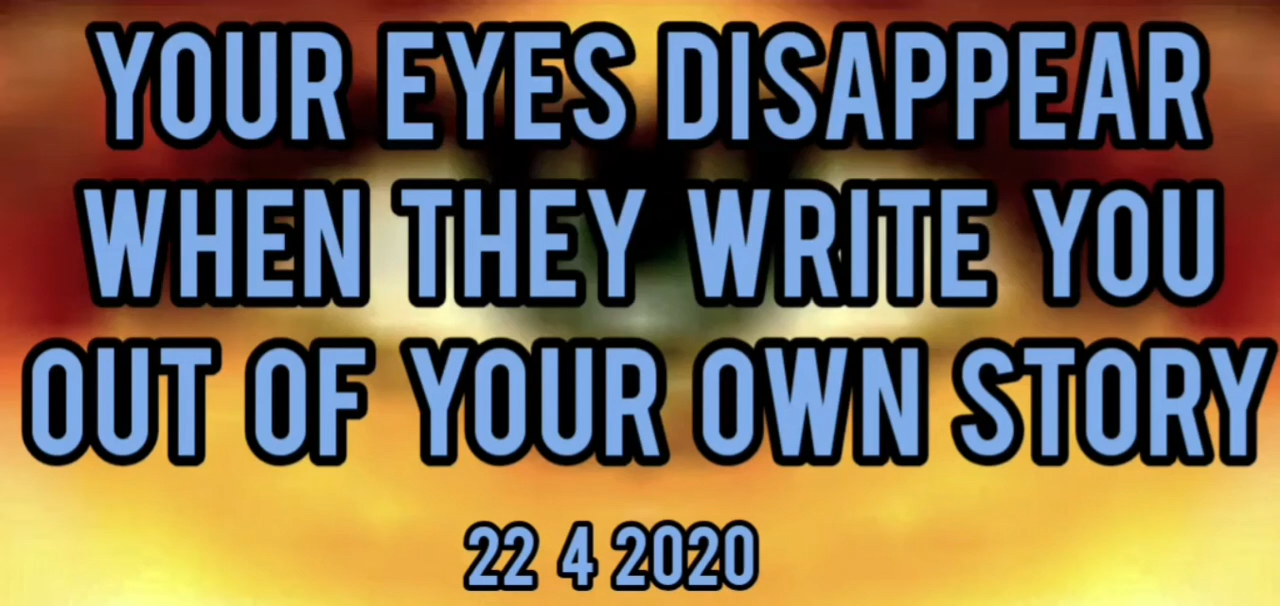 YOUR EYES DISAPPEAR
WHEN THEY WRITE YOU
OUT OF YOUR OWN STORY
22 4 2020